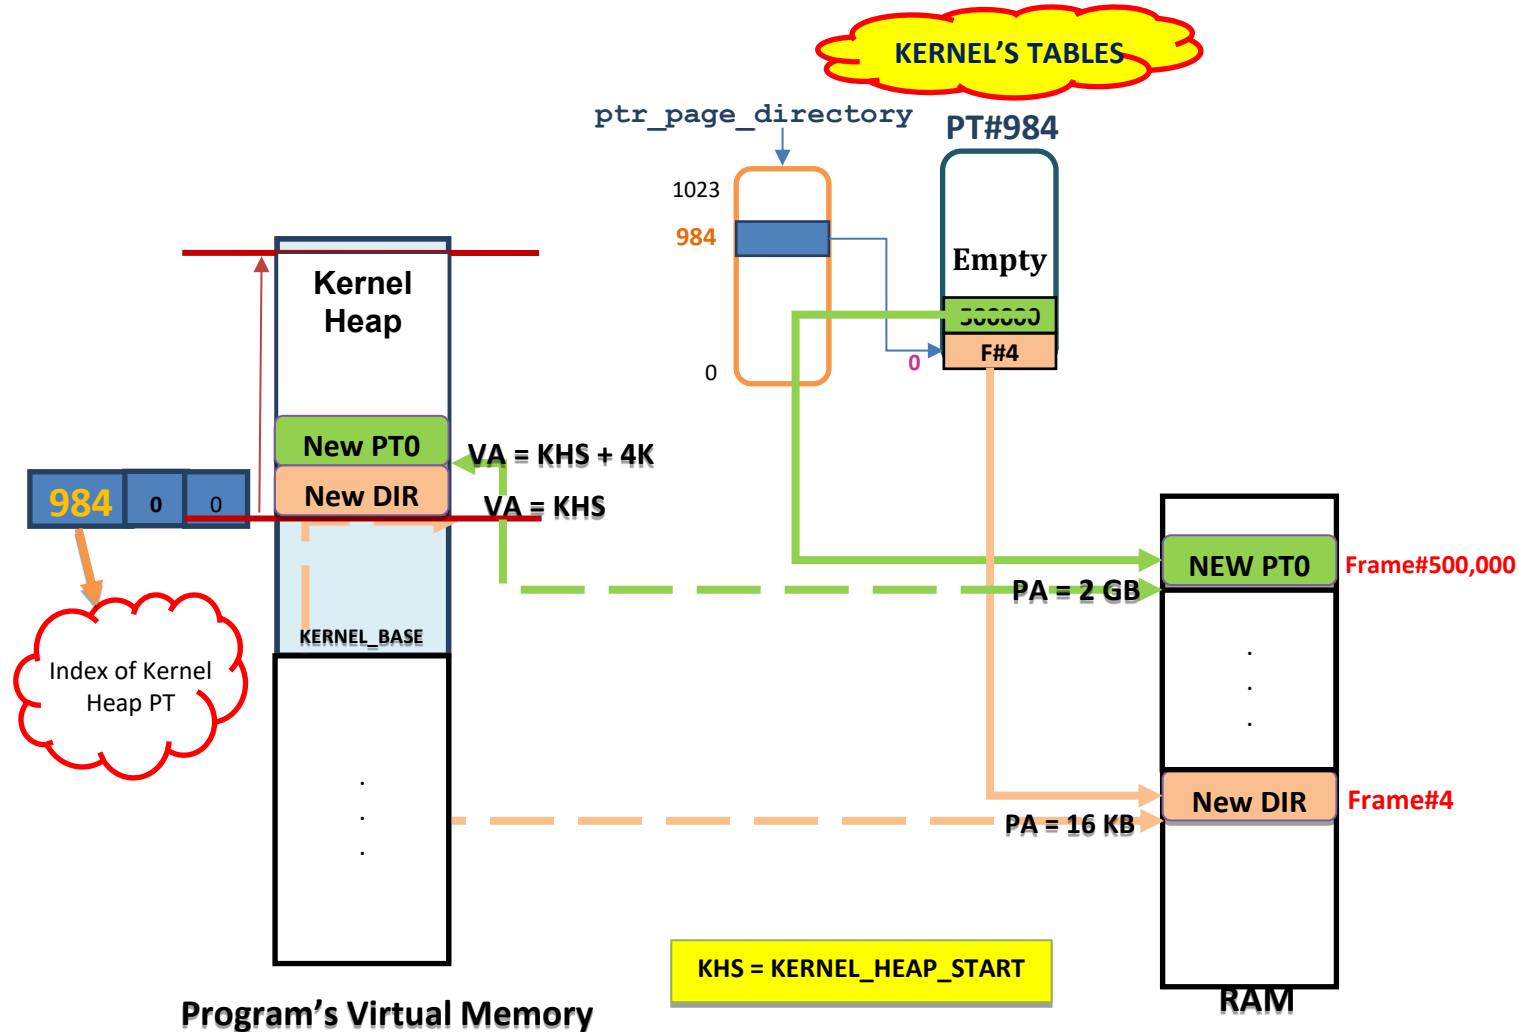 KERNEL'S TABLES
ptr_page_directory
PT#984
1023
984
0
Empty
500000
F#4
0
Kernel
Heap
New PT0
VA = KHS + 4K
New DIR
VA = KHS
984 0 0
KERNEL_BASE
Index of Kernel
Heap PT
.
.
.
NEW PT0
Frame#500,000
PA = 2 GB
.
.
.
New DIR
Frame#4
PA = 16 KB
KHS = KERNEL_HEAP_START
Program's Virtual Memory
RAM